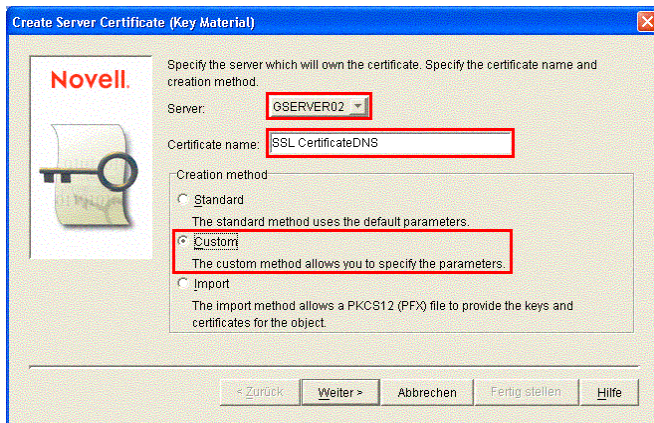 Create Server Certificate (Key Material)
Novell.
Specify the server which will own the certificate. Specify the certificate name and
creation method.
Server:
GSERVER02
Certificate name:
SSL CertificateDNS
Creation method
Standard
The standard method uses the default parameters.
Custom
The custom method allows you to specify the parameters.
Import
The import method allows a PKCS12 (PFX) file to provide the keys and
certificates for the object.
< Zurück
Weiter >
Abbrechen
Fertig stellen
Hilfe